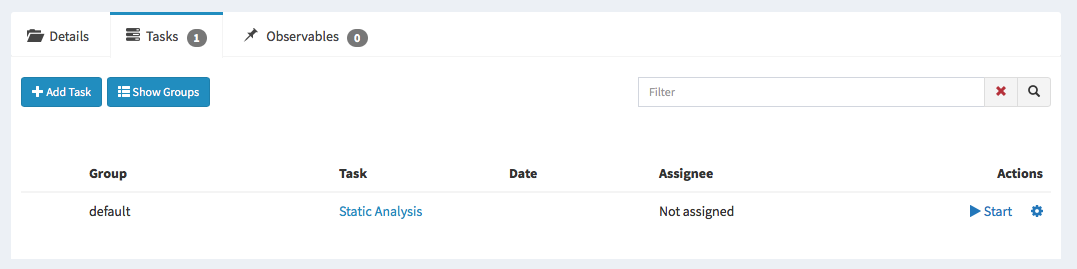 Details Tasks 1 Observables 0
Add Task Show Groups Filter
Group Task Date Assignee Actions
default Static Analysis Not assigned Start